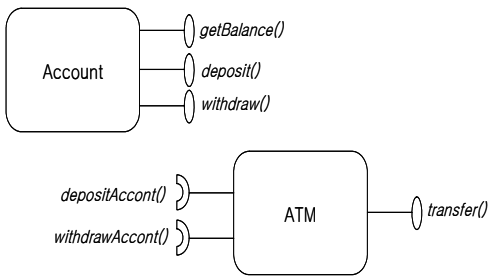 getBalance()
Account
deposit()
withdraw()
depositAccont()
withdrawAccont()
ATM
transfer()